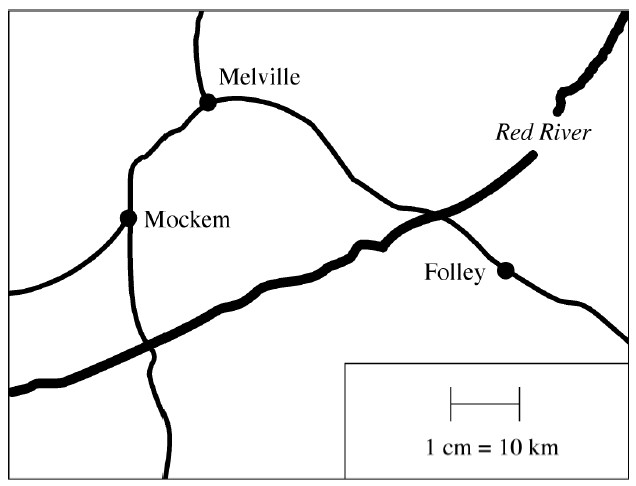 Melville
Red River
Mockem
Folley
1 cm = 10 km